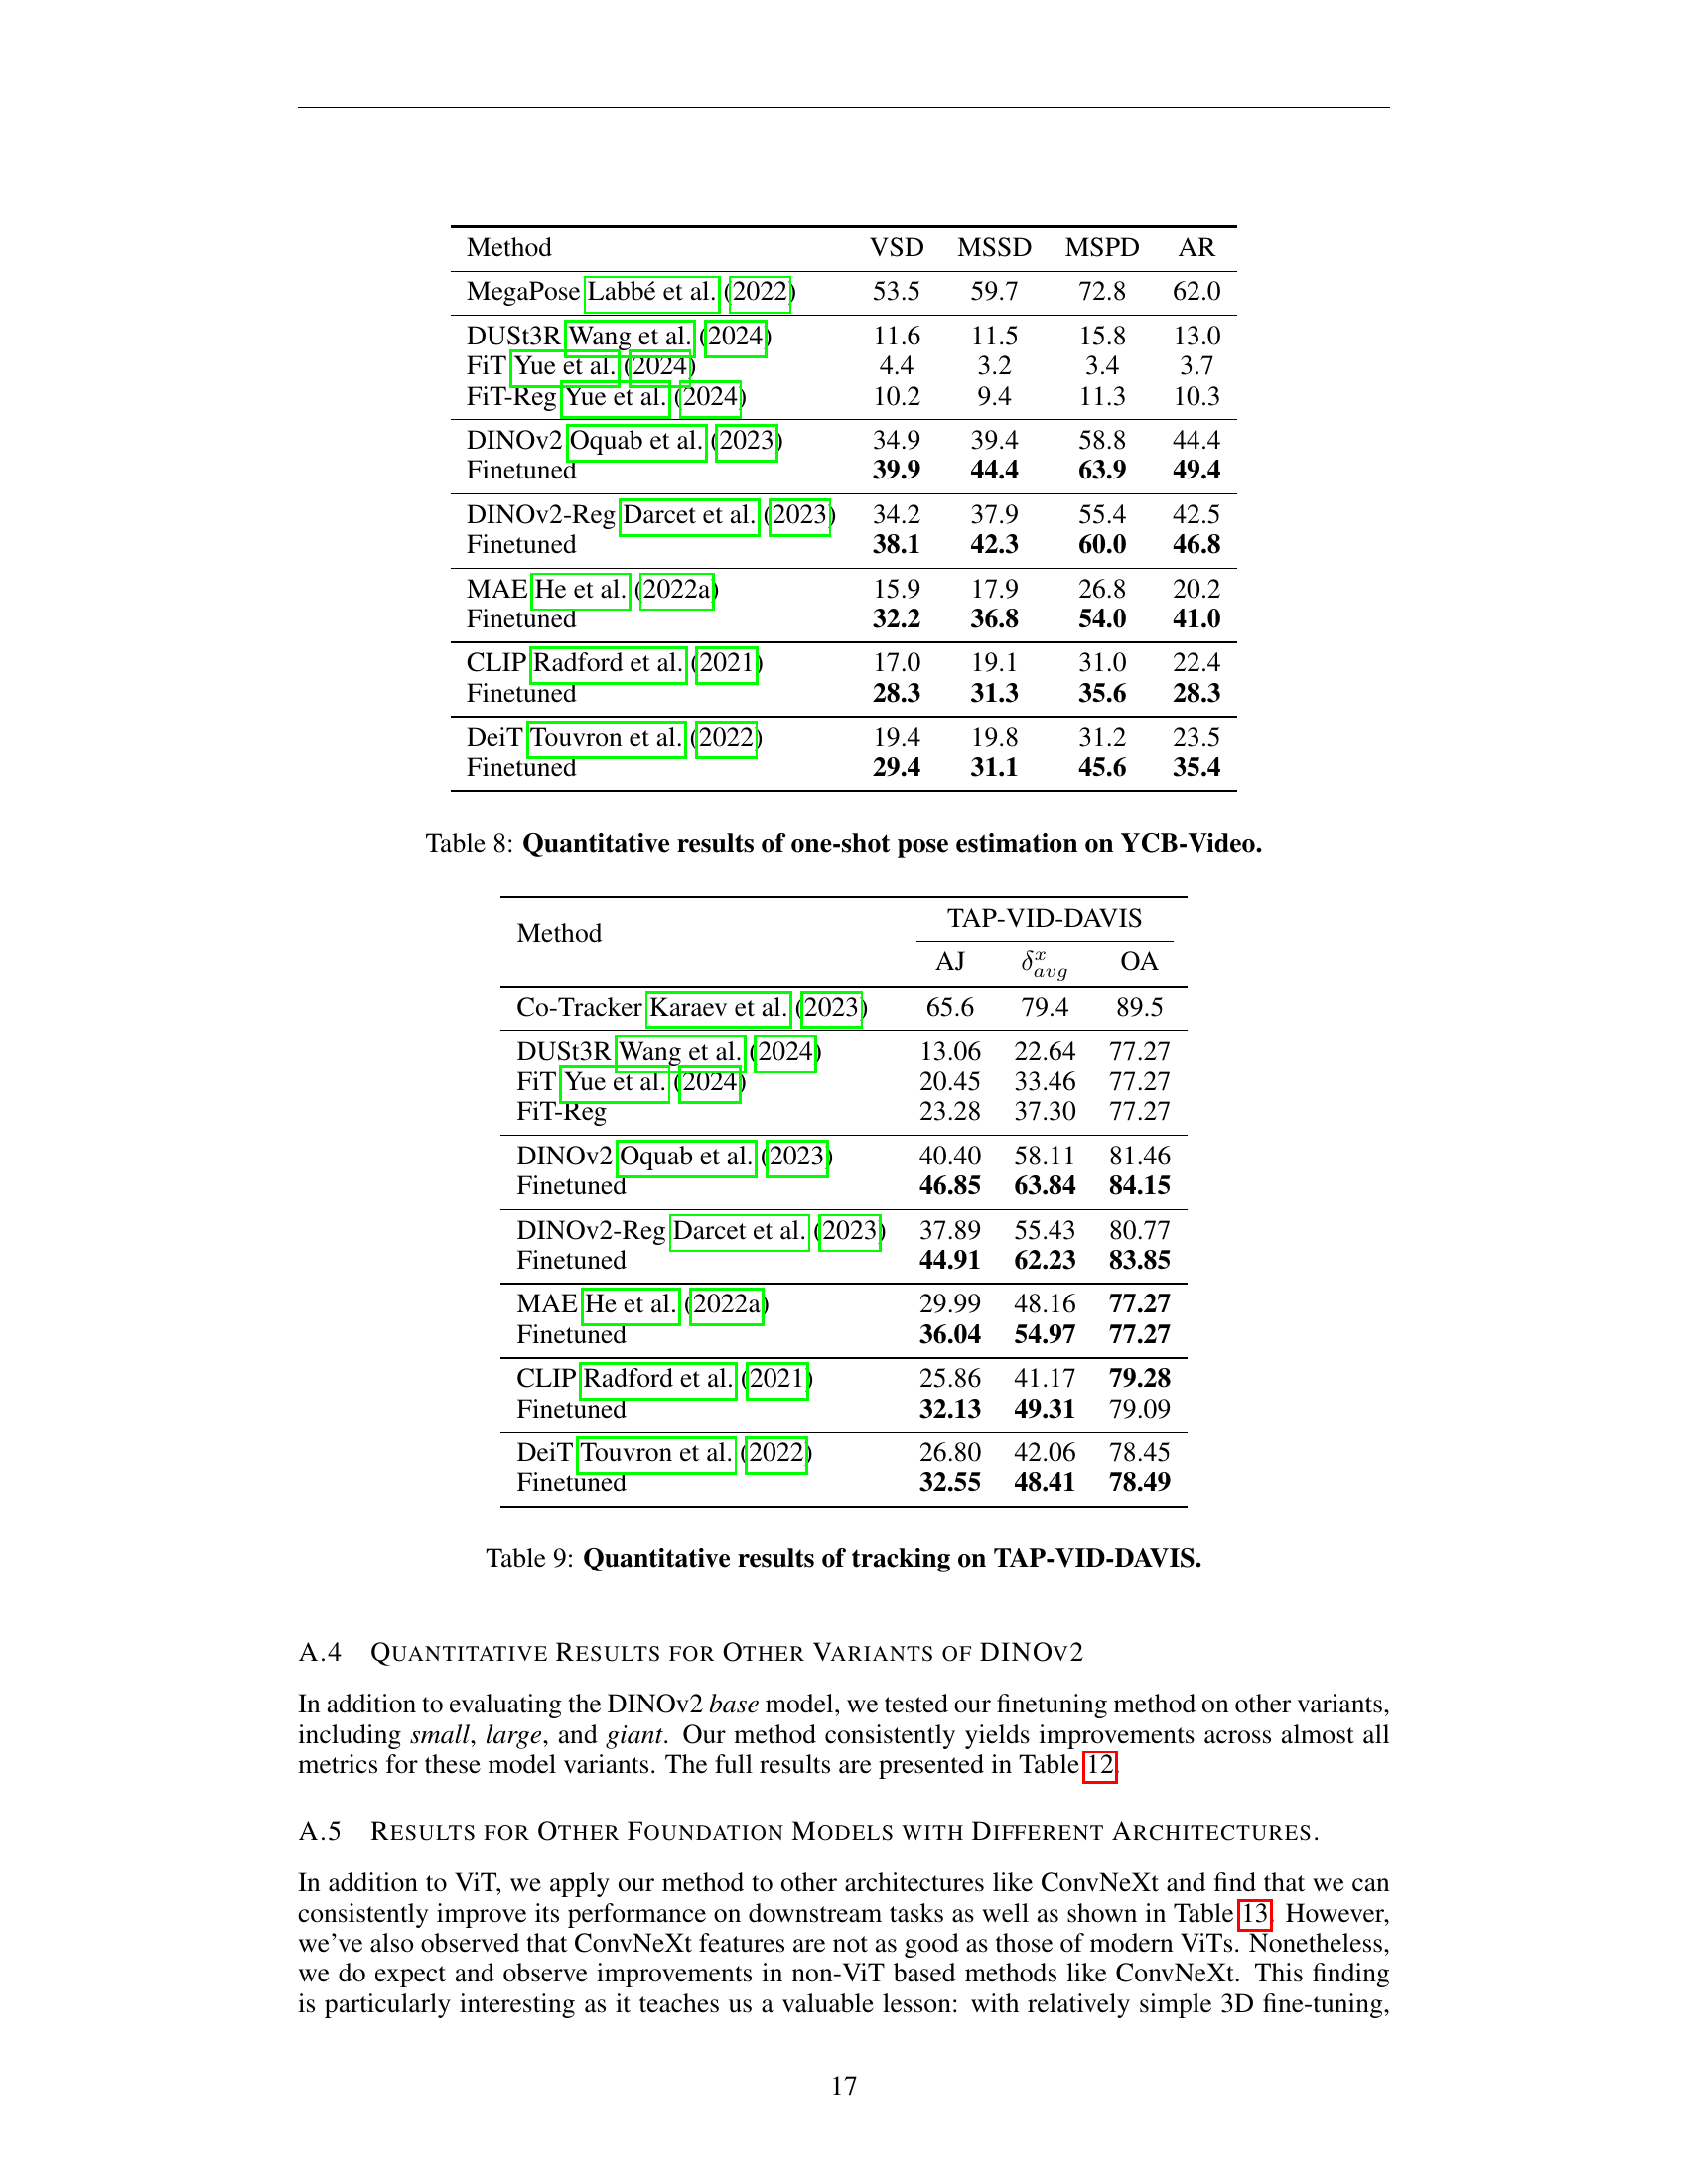 Method VSD MSSD MSPD AR
MegaPose Labbé et al. (2022) 53.5 59.7 72.8 62.0
DUSt3R Wang et al. (2024) 11.6 11.5 15.8 13.0
FiT Yue et al. (2024) 4.4 3.2 3.4 3.7
FiT-Reg Yue et al. (2024) 10.2 9.4 11.3 10.3
DINOv2 Oquab et al. (2023) 34.9 39.4 58.8 44.4
Finetuned 39.9 44.4 63.9 49.4
DINOv2-Reg Darcet et al. (2023) 34.2 37.9 55.4 42.5
Finetuned 38.1 42.3 60.0 46.8
MAE He et al. (2022a) 15.9 17.9 26.8 20.2
Finetuned 32.2 36.8 54.0 41.0
CLIP Radford et al. (2021) 17.0 19.1 31.0 22.4
Finetuned 28.3 31.3 35.6 28.3
DeiT Touvron et al. (2022) 19.4 19.8 31.2 23.5
Finetuned 29.4 31.1 45.6 35.4
Table 8: Quantitative results of one-shot pose estimation on YCB-Video.
Method TAP-VID-DAVIS
AJ δ^x_avg OA
Co-Tracker Karaev et al. (2023) 65.6 79.4 89.5
DUSt3R Wang et al. (2024) 13.06 22.64 77.27
FiT Yue et al. (2024) 20.45 33.46 77.27
FiT-Reg 23.28 37.30 77.27
DINOv2 Oquab et al. (2023) 40.40 58.11 81.46
Finetuned 46.85 63.84 84.15
DINOv2-Reg Darcet et al. (2023) 37.89 55.43 80.77
Finetuned 44.91 62.23 83.85
MAE He et al. (2022a) 29.99 48.16 77.27
Finetuned 36.04 54.97 77.27
CLIP Radford et al. (2021) 25.86 41.17 79.28
Finetuned 32.13 49.31 79.09
DeiT Touvron et al. (2022) 26.80 42.06 78.45
Finetuned 32.55 48.41 78.49
Table 9: Quantitative results of tracking on TAP-VID-DAVIS.
A.4 QUANTITATIVE RESULTS FOR OTHER VARIANTS OF DINOV2
In addition to evaluating the DINOv2 base model, we tested our finetuning method on other variants,
including small, large, and giant. Our method consistently yields improvements across almost all
metrics for these model variants. The full results are presented in Table 12.
A.5 RESULTS FOR OTHER FOUNDATION MODELS WITH DIFFERENT ARCHITECTURES.
In addition to ViT, we apply our method to other architectures like ConvNeXt and find that we can
consistently improve its performance on downstream tasks as well as shown in Table 13. However,
we've also observed that ConvNeXt features are not as good as those of modern ViTs. Nonetheless,
we do expect and observe improvements in non-ViT based methods like ConvNeXt. This finding
is particularly interesting as it teaches us a valuable lesson: with relatively simple 3D fine-tuning,
17